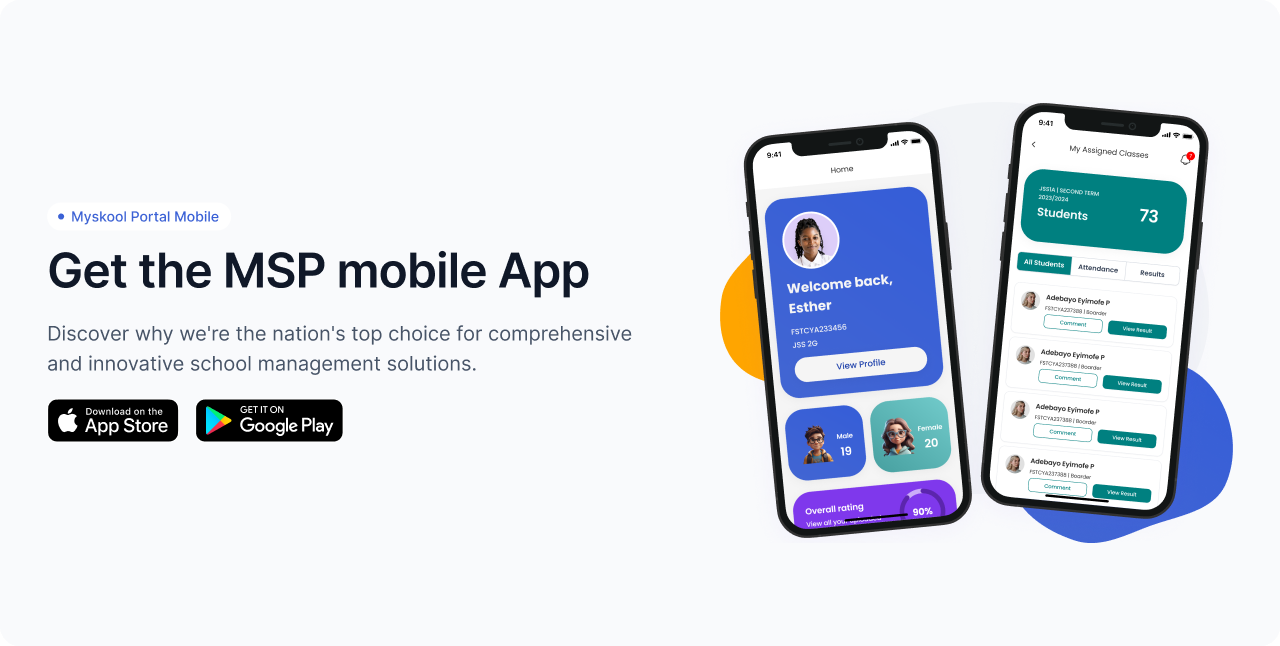 Myskool Portal Mobile
Get the MSP mobile App
Discover why we're the nation's top choice for comprehensive
and innovative school management solutions.
Download on the
App Store
GET IT ON
Google Play
9:41
Home
Welcome back,
Esther
FSTCYA233456
JSS 2G
View Profile
Male
19
Female
20
Overall rating
View all your uploaded
90%
9:41
My Assigned Classes
JSS1A | SECOND TERM
2023/2024
Students
73
All Students
Attendance
Results
Adebayo Eyimofe P
FSTCYA237388 | Boarder
Comment
View Result
Adebayo Eyimofe P
FSTCYA237388 | Boarder
Comment
View Result
Adebayo Eyimofe P
FSTCYA237388 | Boarder
Comment
View Result
Adebayo Eyimofe P
FSTCYA237388 | Boarder
Comment
View Result